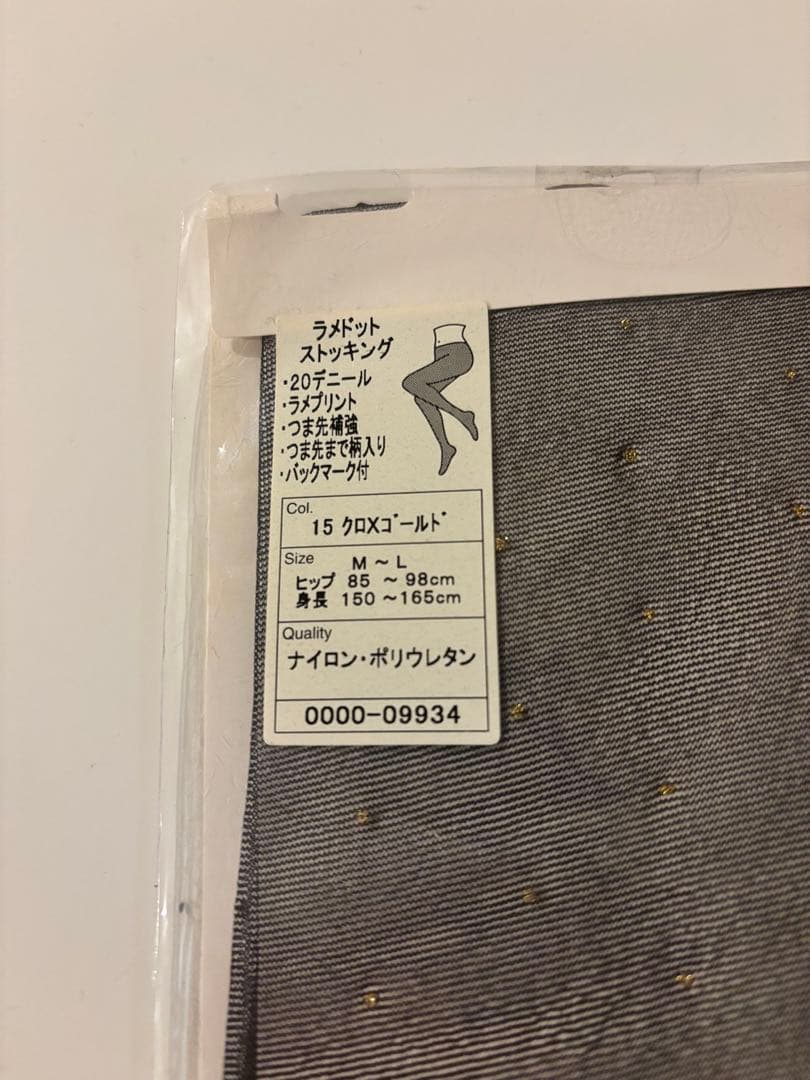 ラメドット
ストッキング
・20デニール
・ラメプリント
・つま先補強
・つま先まで柄入り
・バックマーク付
Col.
15 クロXゴールド
Size
M ~ L
ヒップ 85 ~98cm
身長 150 ~165cm
Quality
ナイロン・ポリウレタン
0000-09934